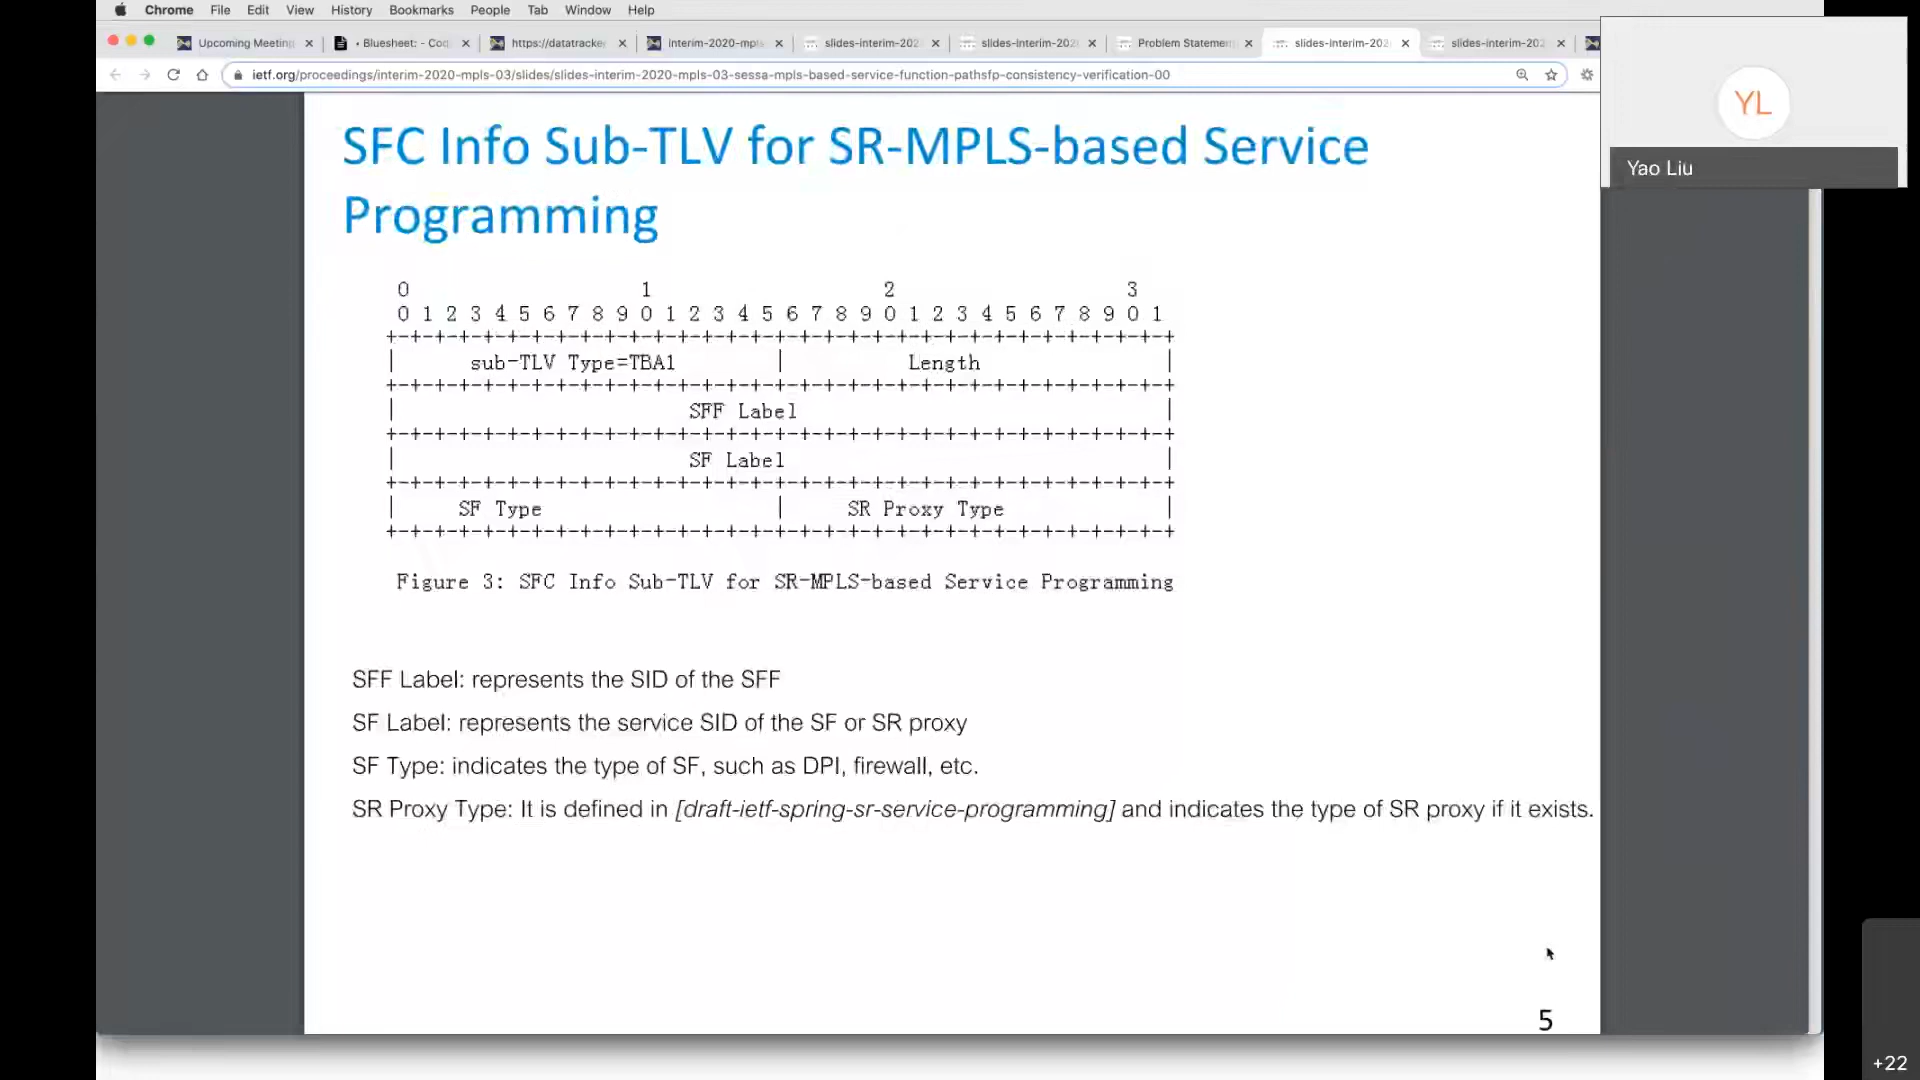 Chrome File Edit View History Bookmarks People Tab Window Help
Upcoming Meeting • Bluesheet: - Cod https://datatracker Interim-2020-mpls slides-interim-202 slides-interim-202 Problem Statement slides-interim-202 slides-interim-202
ietf.org/proceedings/interim-2020-mpls-03/slides/slides-interim-2020-mpls-03-sessa-mpls-based-service-function-pathsfp-consistency-verification-00
YL
Yao Liu
SFC Info Sub-TLV for SR-MPLS-based Service
Programming
0 1 2 3
0 1 2 3 4 5 6 7 8 9 0 1 2 3 4 5 6 7 8 9 0 1 2 3 4 5 6 7 8 9 0 1
+-+-+-+-+-+-+-+-+-+-+-+-+-+-+-+-+-+-+-+-+-+-+-+-+-+-+-+-+-+-+-+-+
| sub-TLV Type=TBA1 | Length |
+-+-+-+-+-+-+-+-+-+-+-+-+-+-+-+-+-+-+-+-+-+-+-+-+-+-+-+-+-+-+-+-+
| SFF Label |
+-+-+-+-+-+-+-+-+-+-+-+-+-+-+-+-+-+-+-+-+-+-+-+-+-+-+-+-+-+-+-+-+
| SF Label |
+-+-+-+-+-+-+-+-+-+-+-+-+-+-+-+-+-+-+-+-+-+-+-+-+-+-+-+-+-+-+-+-+
| SF Type | SR Proxy Type |
+-+-+-+-+-+-+-+-+-+-+-+-+-+-+-+-+-+-+-+-+-+-+-+-+-+-+-+-+-+-+-+-+
Figure 3: SFC Info Sub-TLV for SR-MPLS-based Service Programming
SFF Label: represents the SID of the SFF
SF Label: represents the service SID of the SF or SR proxy
SF Type: indicates the type of SF, such as DPI, firewall, etc.
SR Proxy Type: It is defined in [draft-ietf-spring-sr-service-programming] and indicates the type of SR proxy if it exists.
5
+22